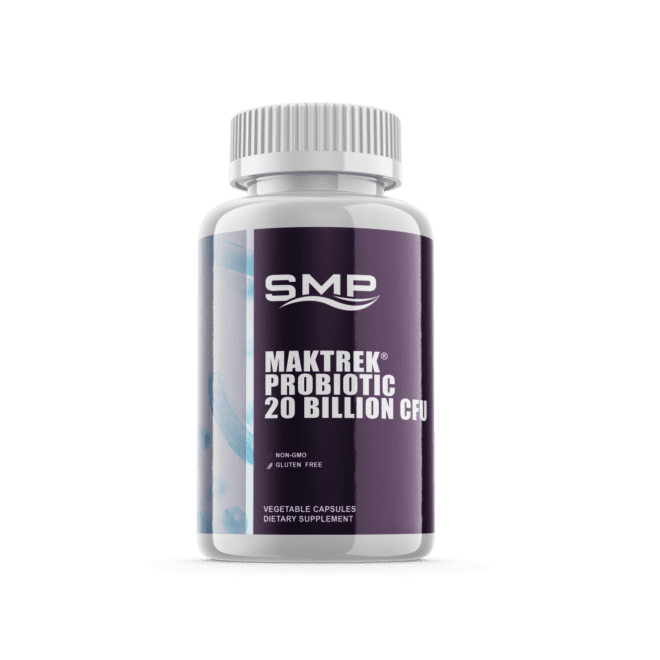 SMP
MAKTREK®
PROBIOTIC
20 BILLION CFU
NON-GMO
GLUTEN FREE
VEGETABLE CAPSULES
DIETARY SUPPLEMENT